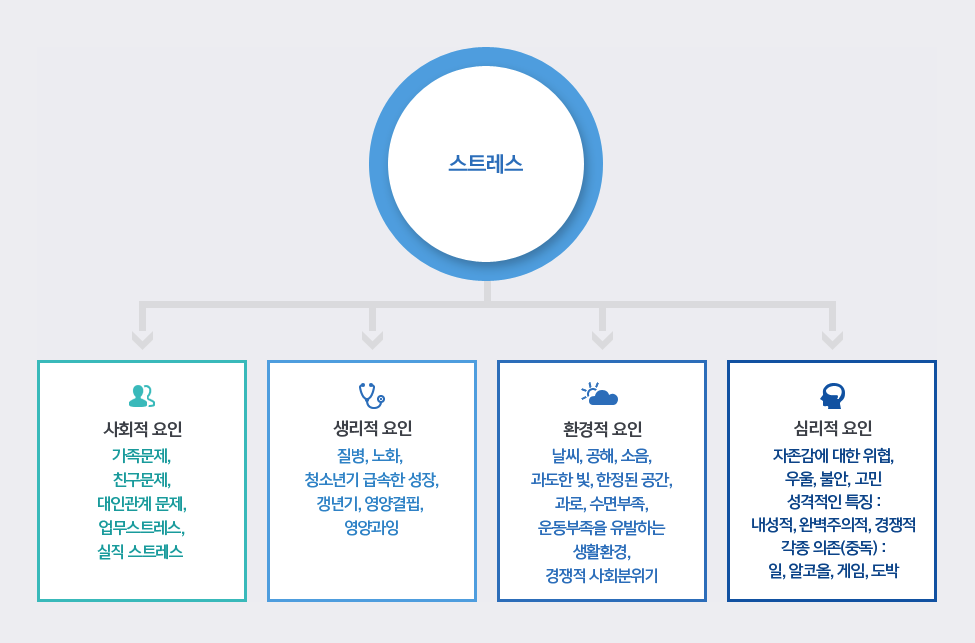 스트레스
사회적 요인
가족문제,
친구문제,
대인관계 문제,
업무스트레스,
실직 스트레스
생리적 요인
질병, 노화,
청소년기 급속한 성장,
갱년기, 영양결핍,
영양과잉
환경적 요인
날씨, 공해, 소음,
과도한 빛, 한정된 공간,
과로, 수면부족,
운동부족을 유발하는
생활환경,
경쟁적 사회분위기
심리적 요인
자존감에 대한 위협,
우울, 불안, 고민
성격적인 특징 :
내성적, 완벽주의적, 경쟁적
각종 의존(중독) :
일, 알코올, 게임, 도박